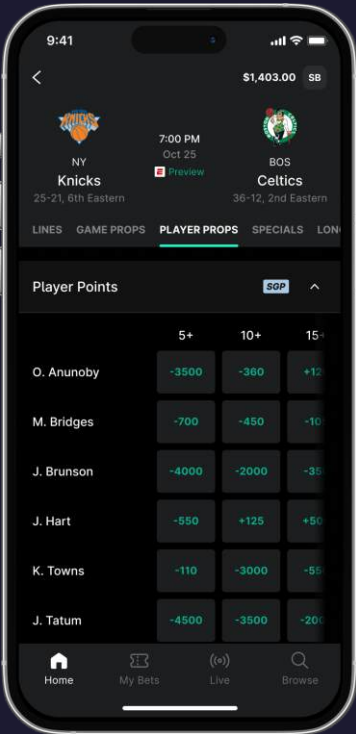 9:41
$1,403.00 SB
NEW YORK
KNICKS
7:00 PM
Oct 25
Preview
NY
Knicks
25-21, 6th Eastern
BOS
Celtics
36-12, 2nd Eastern
LINES GAME PROPS PLAYER PROPS SPECIALS
Player Points SGP
5+ 10+
O. Anunoby -3500 -360
M. Bridges -700 -450
J. Brunson -4000 -2000
J. Hart -550 +125
K. Towns -110 -3000
J. Tatum -4500 -3500
Home My Bets Live Browse